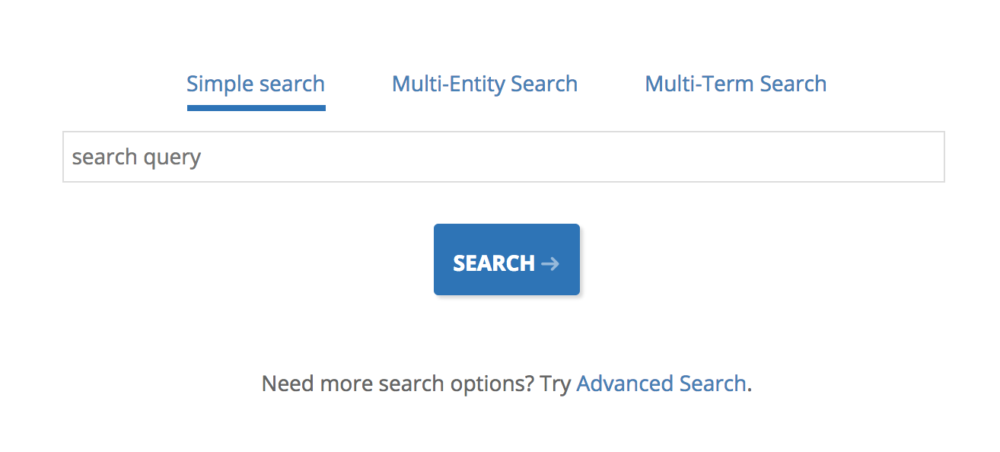 Simple search Multi-Entity Search Multi-Term Search
search query
SEARCH →
Need more search options? Try Advanced Search.